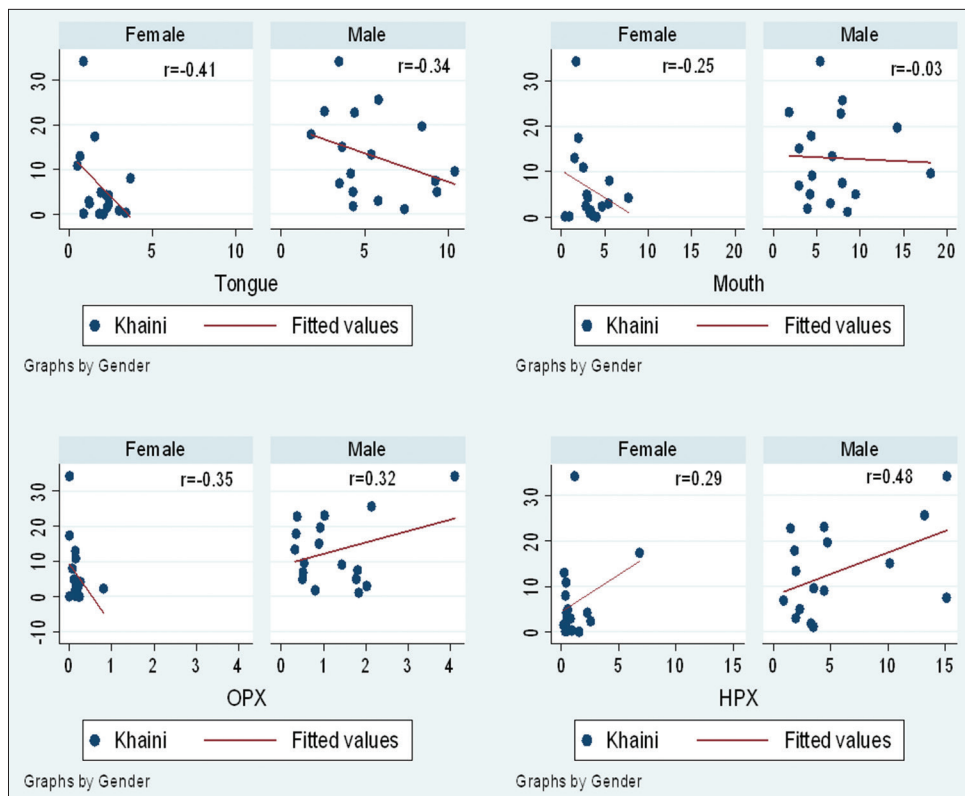 Female Male
r=-0.41 r=-0.34
30
20
10
0
0 5 10 0 5 10
Tongue
Khaini Fitted values
Graphs by Gender
Female Male
r=-0.25 r=-0.03
30
20
10
0
0 5 10 15 20 0 5 10 15 20
Mouth
Khaini Fitted values
Graphs by Gender
Female Male
r=-0.35 r=0.32
30
20
10
0
-10
0 1 2 3 4 0 1 2 3 4
OPX
Khaini Fitted values
Graphs by Gender
Female Male
r=0.29 r=0.48
30
20
10
0
0 5 10 15 0 5 10 15
HPX
Khaini Fitted values
Graphs by Gender